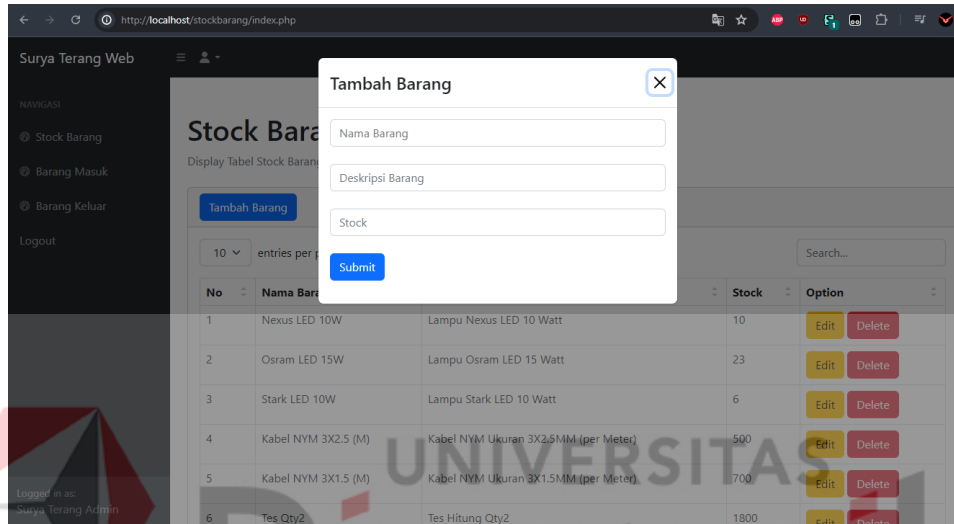 http://localhost/stockbarang/index.php
Surya Terang Web
Tambah Barang
NAVIGASI
Stock Barang
Barang Masuk
Barang Keluar
Logout
Stock Bara
Display Tabel Stock Barang
Nama Barang
Deskripsi Barang
Stock
Submit
Tambah Barang
10 entries per p
Search...
No Nama Bara Stock Option
1 Nexus LED 10W Lampu Nexus LED 10 Watt 10 Edit Delete
2 Osram LED 15W Lampu Osram LED 15 Watt 23 Edit Delete
3 Stark LED 10W Lampu Stark LED 10 Watt 6 Edit Delete
4 Kabel NYM 3X2.5 (M) Kabel NYM Ukuran 3X2.5MM (per Meter) 500 Edit Delete
UNIVERSITAS
5 Kabel NYM 3X1.5 (M) Kabel NYM Ukuran 3X1.5MM (per Meter) 700 Edit Delete
6 Tes Qty2 Tes Hitung Qty2 1800 Edit Delete
Logged in as:
Surya Terang Admin